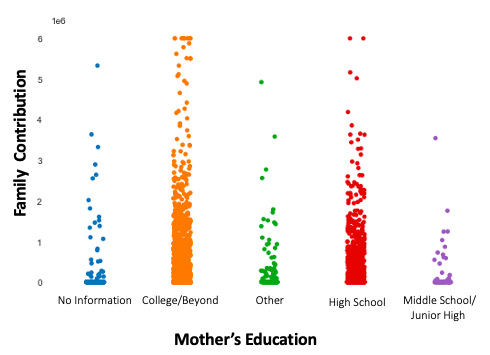 1e6
6
5
4
3
2
1
0
Family Contribution
No Information College/Beyond Other High School Middle School/
Junior High
Mother's Education